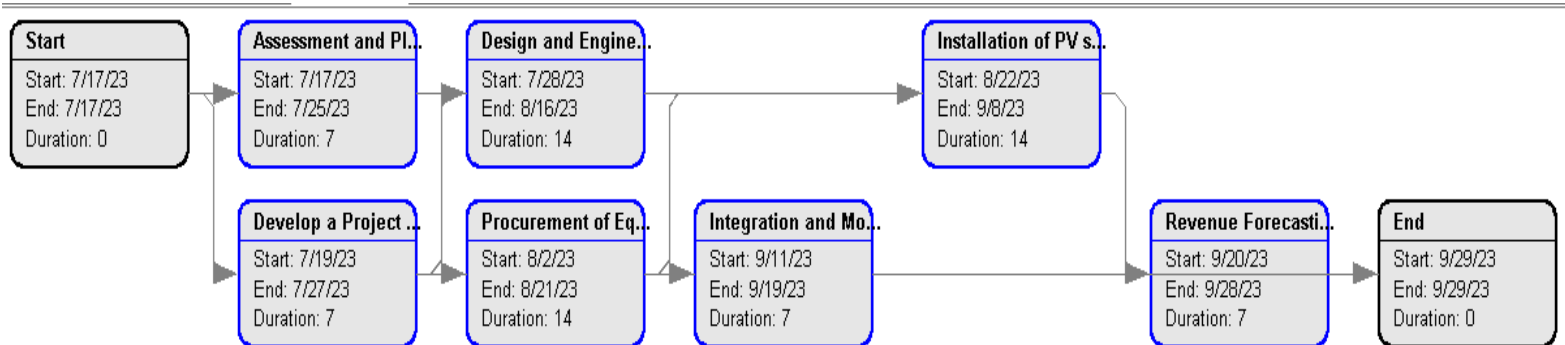 Start
Start: 7/17/23
End: 7/17/23
Duration: 0
Assessment and Pl...
Start: 7/17/23
End: 7/25/23
Duration: 7
Design and Engine...
Start: 7/28/23
End: 8/16/23
Duration: 14
Installation of PV s...
Start: 8/22/23
End: 9/8/23
Duration: 14
Develop a Project ...
Start: 7/19/23
End: 7/27/23
Duration: 7
Procurement of Eq...
Start: 8/2/23
End: 8/21/23
Duration: 14
Integration and Mo...
Start: 9/11/23
End: 9/19/23
Duration: 7
Revenue Forecasti...
Start: 9/20/23
End: 9/28/23
Duration: 7
End
Start: 9/29/23
End: 9/29/23
Duration: 0